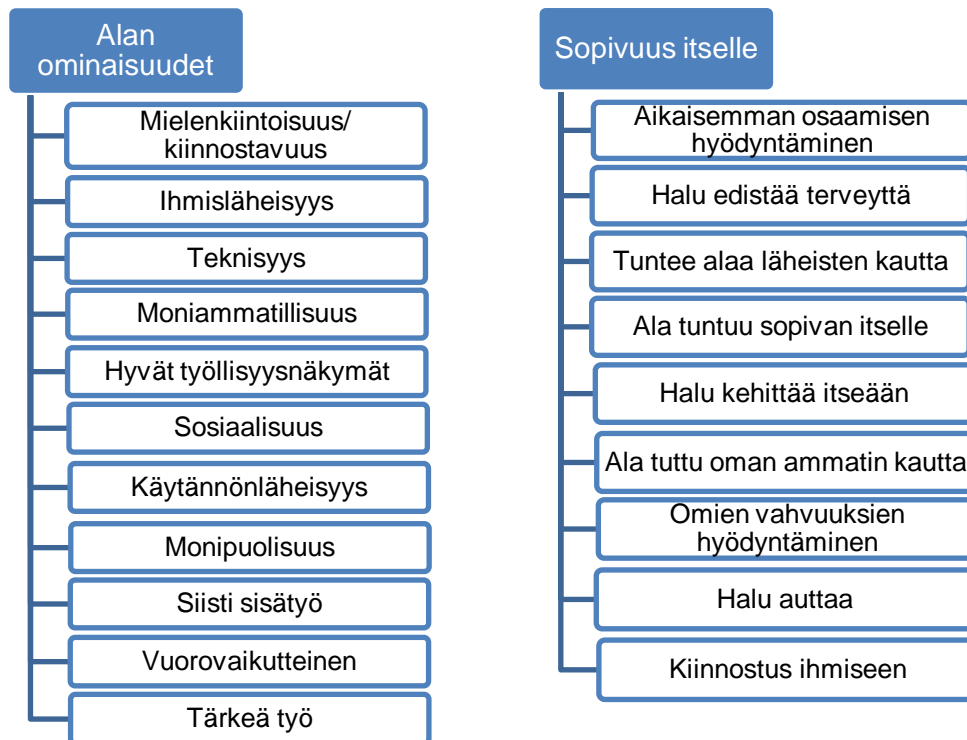 Alan
ominaisuudet
Mielenkiintoisuus/
kiinnostavuus
Ihmisläheisyys
Teknisyys
Moniammatillisuus
Hyvät työllisyysnäkymät
Sosiaalisuus
Käytännönläheisyys
Monipuolisuus
Siisti sisätyö
Vuorovaikutteinen
Tärkeä työ
Sopivuus itselle
Aikaisemman osaamisen
hyödyntäminen
Halu edistää terveyttä
Tuntee alaa läheisten kautta
Ala tuntuu sopivan itselle
Halu kehittää itseään
Ala tuttu oman ammatin kautta
Omien vahvuuksien
hyödyntäminen
Halu auttaa
Kiinnostus ihmiseen